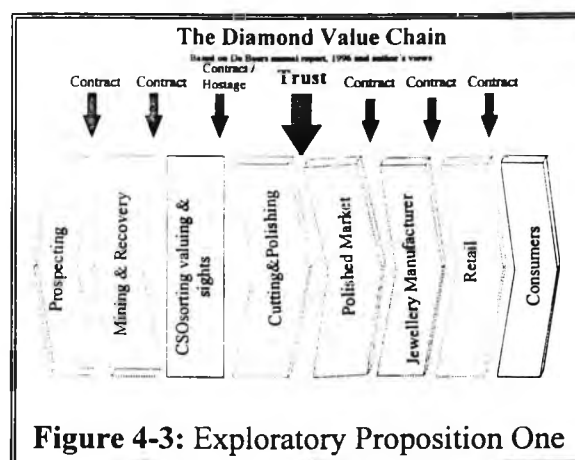 The Diamond Value Chain
Based on De Beers annual report, 1996 and author's views
Contract
Contract
Contract /
Hostage
Trust
Contract
Contract
Contract
Prospecting
Mining & Recovery
CSOsorting valuing &
sights
Cutting&Polishing
Polished Market
Jewellery Manufacturer
Retail
Consumers
Figure 4-3: Exploratory Proposition One